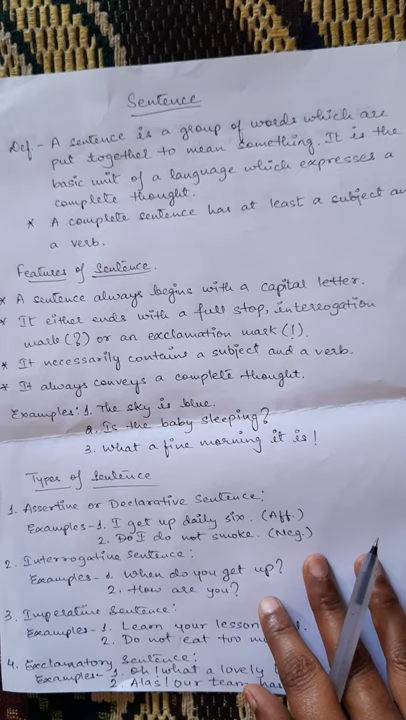 Sentence
Def - A sentence is a group of words which are
put together to mean something. It is the
basic unit of a language which expresses a
complete thought.
* A complete sentence has at least a subject
a verb.
Features of Sentence.
* A sentence always begins with a capital letter.
* It either ends with a full stop, interrogation
mark (?) or an exclamation mark (!).
* It necessarily contains a subject and a verb.
* It always conveys a complete thought.
Examples: 1. The sky is blue.
2. Is the baby sleeping?
3. What a fine morning it is!
Types of Sentence
1. Assertive or Declarative Sentence:
Examples - 1. I get up daily six. (Aff.)
2. Do I do not smoke. (Neg.)
2. Interrogative Sentence:
Examples - 1. When do you get up?
2. How are you?
3. Imperative Sentence:
Examples - 1. Learn your lesson
2. Do not eat too
4. Exclamatory Sentence:
Examples - 1. Oh! what a lovely
2. Alas! Our team